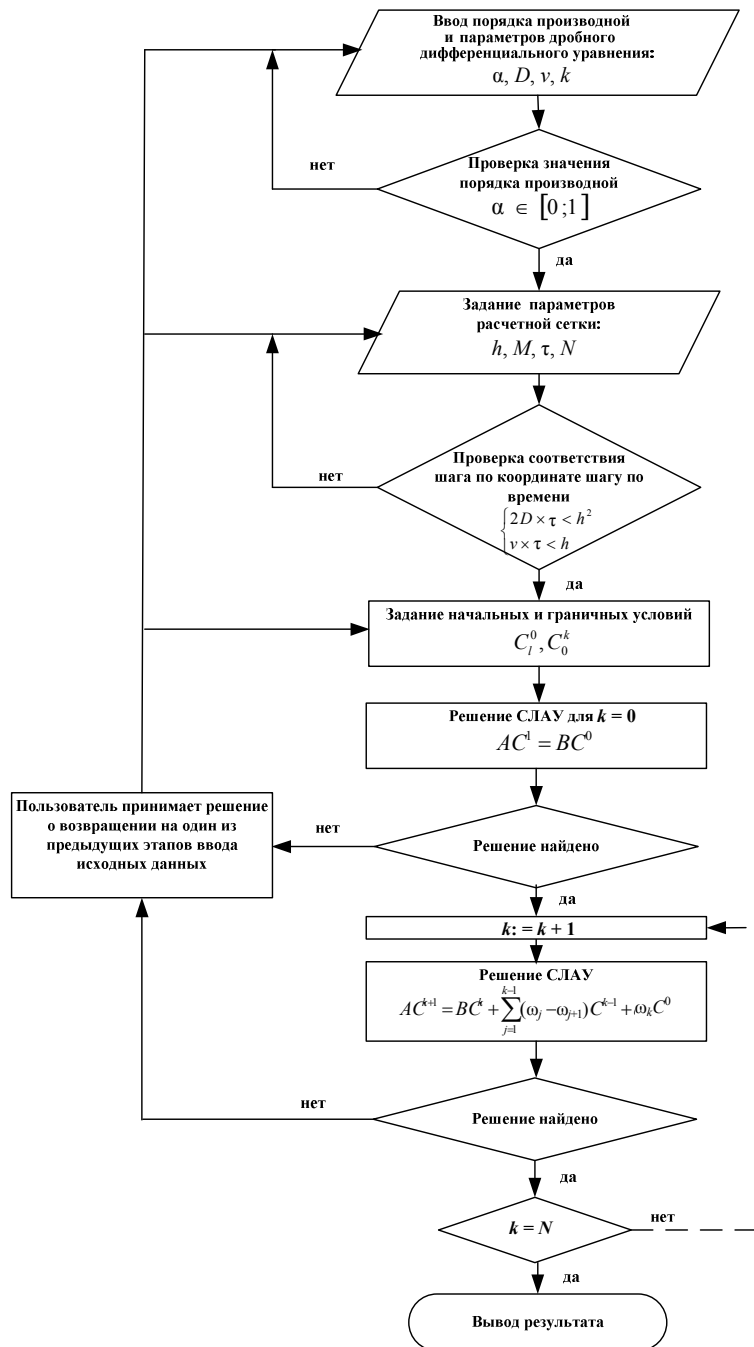 Ввод порядка производной
и параметров дробного
дифференциального уравнения:
α, D, v, k
нет
Проверка значения
порядка производной
α ∈ [0;1]
да
Задание параметров
расчетной сетки:
h, M, τ, N
нет
Проверка соответствия
шага по координате шагу по
времени
{2D × τ < h²
v × τ < h
да
Задание начальных и граничных условий
C_l^0, C_0^k
Решение СЛАУ для k = 0
AC^1 = BC^0
Пользователь принимает решение
о возвращении на один из
предыдущих этапов ввода
исходных данных
нет
Решение найдено
да
k: = k + 1
Решение СЛАУ
AC^{k+1} = BC^k + ∑_{j=1}^{k−1} (ω_j − ω_{j+1}) C^{k−1} + ω_k C^0
нет
Решение найдено
да
k = N
нет
да
Вывод результата